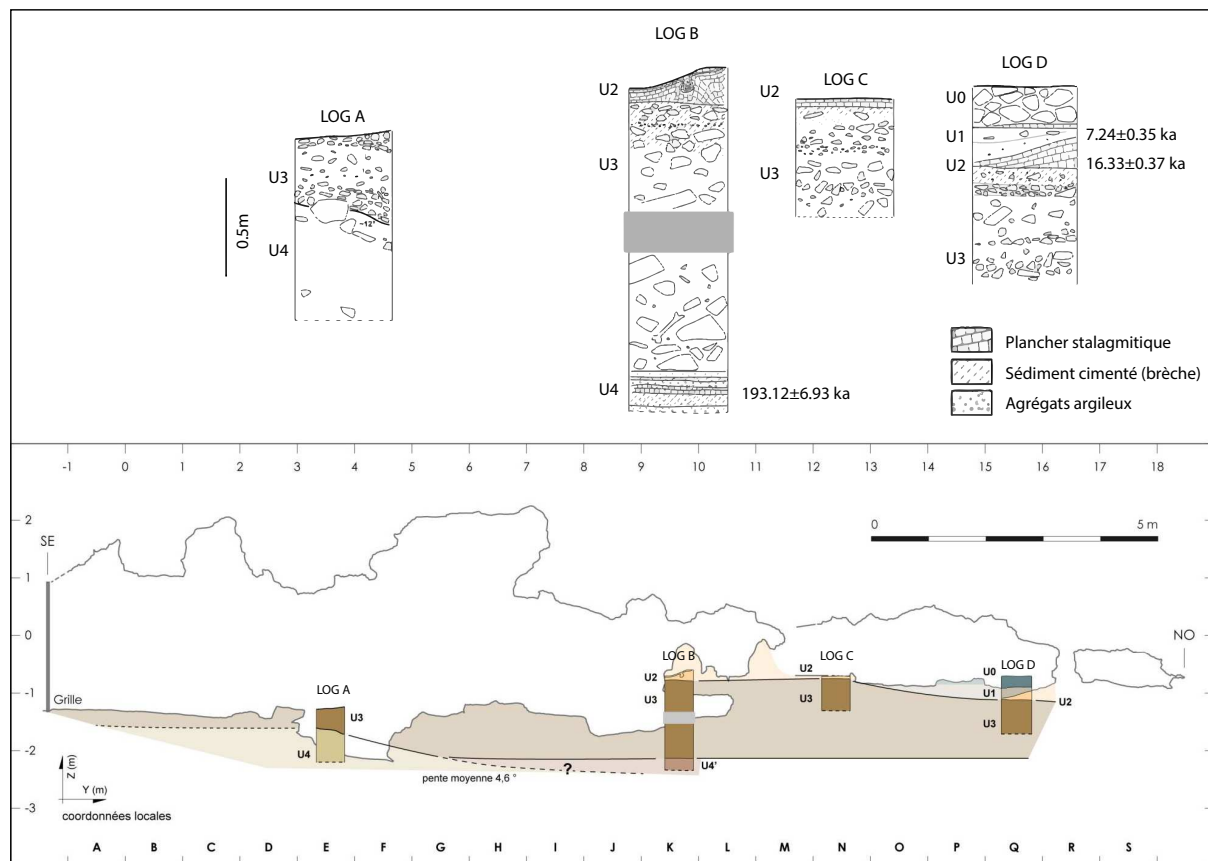 LOG B
LOG D
LOG C
LOG A
U2
U3
U4
U3
U4
~12°
0.5m
U2
U3
U0
U1
U2
U3
7.24±0.35 ka
16.33±0.37 ka
193.12±6.93 ka
Plancher stalagmitique
Sédiment cimenté (brèche)
Agrégats argileux
-1 0 1 2 3 4 5 6 7 8 9 10 11 12 13 14 15 16 17 18
2
1
0
-1
-2
-3
SE
NO
0 5 m
Grille
LOG A
U3
U4
LOG B
U2
U3
U4'
LOG C
U2
U3
LOG D
U0
U1
U2
U3
?
pente moyenne 4,6 °
Z (m)
Y (m)
coordonnées locales
A B C D E F G H I J K L M N O P Q R S